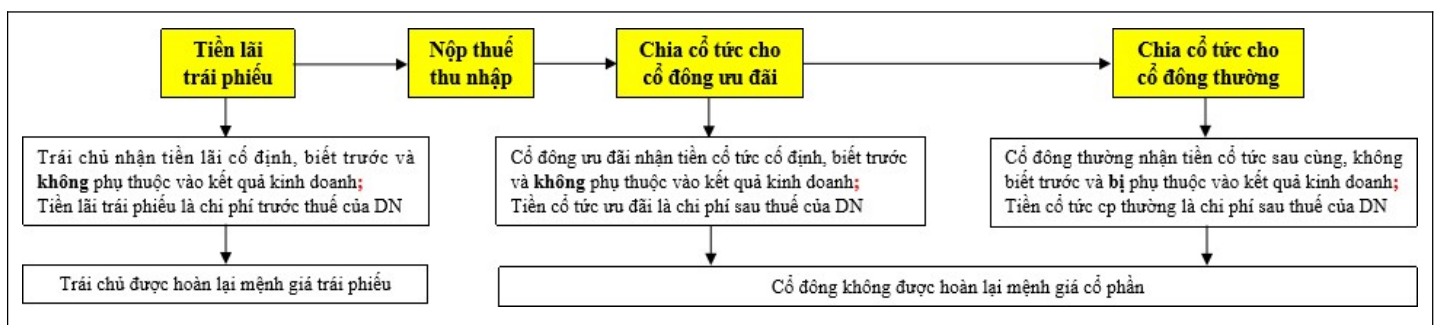 Tiền lãi
trái phiếu
Nộp thuế
thu nhập
Chia cổ tức cho
cổ đông ưu đãi
Chia cổ tức cho
cổ đông thường
Trái chủ nhận tiền lãi cố định, biết trước và
không phụ thuộc vào kết quả kinh doanh;
Tiền lãi trái phiếu là chi phí trước thuế của DN
Cổ đông ưu đãi nhận tiền cổ tức cố định, biết trước
và không phụ thuộc vào kết quả kinh doanh;
Tiền cổ tức ưu đãi là chi phí sau thuế của DN
Cổ đông thường nhận tiền cổ tức sau cùng, không
biết trước và bị phụ thuộc vào kết quả kinh doanh;
Tiền cổ tức cp thường là chi phí sau thuế của DN
Trái chủ được hoàn lại mệnh giá trái phiếu
Cổ đông không được hoàn lại mệnh giá cổ phần